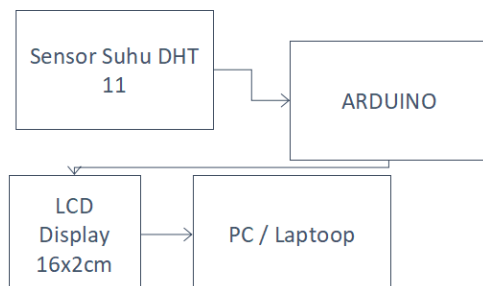 Sensor Suhu DHT
11
ARDUINO
LCD
Display
16x2cm
PC / Laptoop